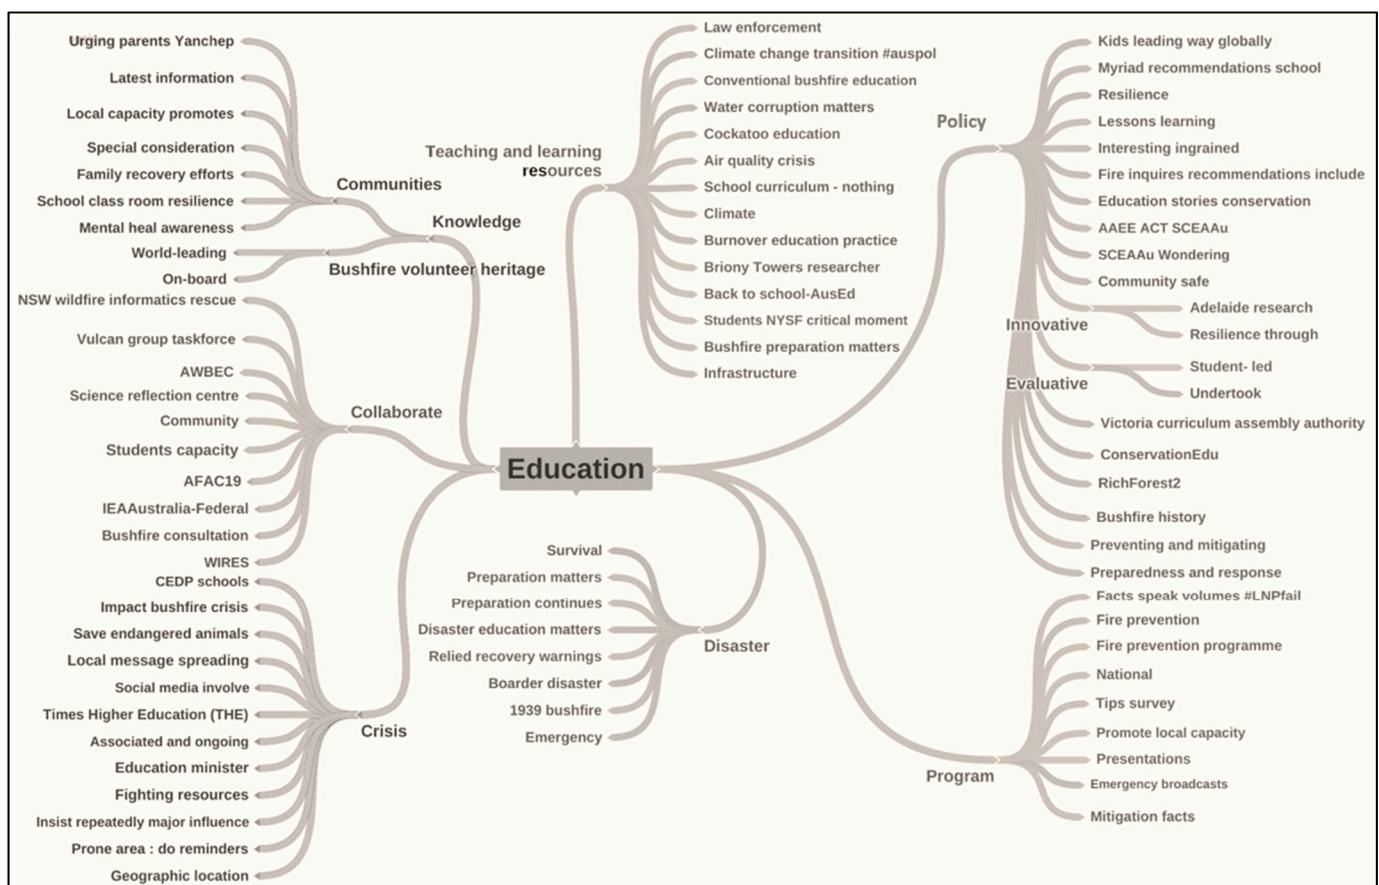 Urging parents Yanchep
Latest information
Local capacity promotes
Special consideration
Family recovery efforts
School class room resilience
Mental heal awareness
Communities
World-leading
On-board
Bushfire volunteer heritage
Knowledge
NSW wildfire informatics rescue
Vulcan group taskforce
AWBEC
Science reflection centre
Community
Students capacity
AFAC19
IEAAustralia-Federal
Bushfire consultation
WIRES
Collaborate
CEDP schools
Impact bushfire crisis
Save endangered animals
Local message spreading
Social media involve
Times Higher Education (THE)
Associated and ongoing
Education minister
Fighting resources
Insist repeatedly major influence
Prone area : do reminders
Geographic location
Crisis
Education
Teaching and learning
resources
Law enforcement
Climate change transition #auspol
Conventional bushfire education
Water corruption matters
Cockatoo education
Air quality crisis
School curriculum - nothing
Climate
Burnover education practice
Briony Towers researcher
Back to school-AusEd
Students NYSF critical moment
Bushfire preparation matters
Infrastructure
Survival
Preparation matters
Preparation continues
Disaster education matters
Relied recovery warnings
Boarder disaster
1939 bushfire
Emergency
Disaster
Policy
Kids leading way globally
Myriad recommendations school
Resilience
Lessons learning
Interesting ingrained
Fire inquires recommendations include
Education stories conservation
AAEE ACT SCEAAu
SCEAAu Wondering
Community safe
Innovative
Adelaide research
Resilience through
Evaluative
Student- led
Undertook
Victoria curriculum assembly authority
ConservationEdu
RichForest2
Bushfire history
Preventing and mitigating
Preparedness and response
Program
Facts speak volumes #LNPfail
Fire prevention
Fire prevention programme
National
Tips survey
Promote local capacity
Presentations
Emergency broadcasts
Mitigation facts